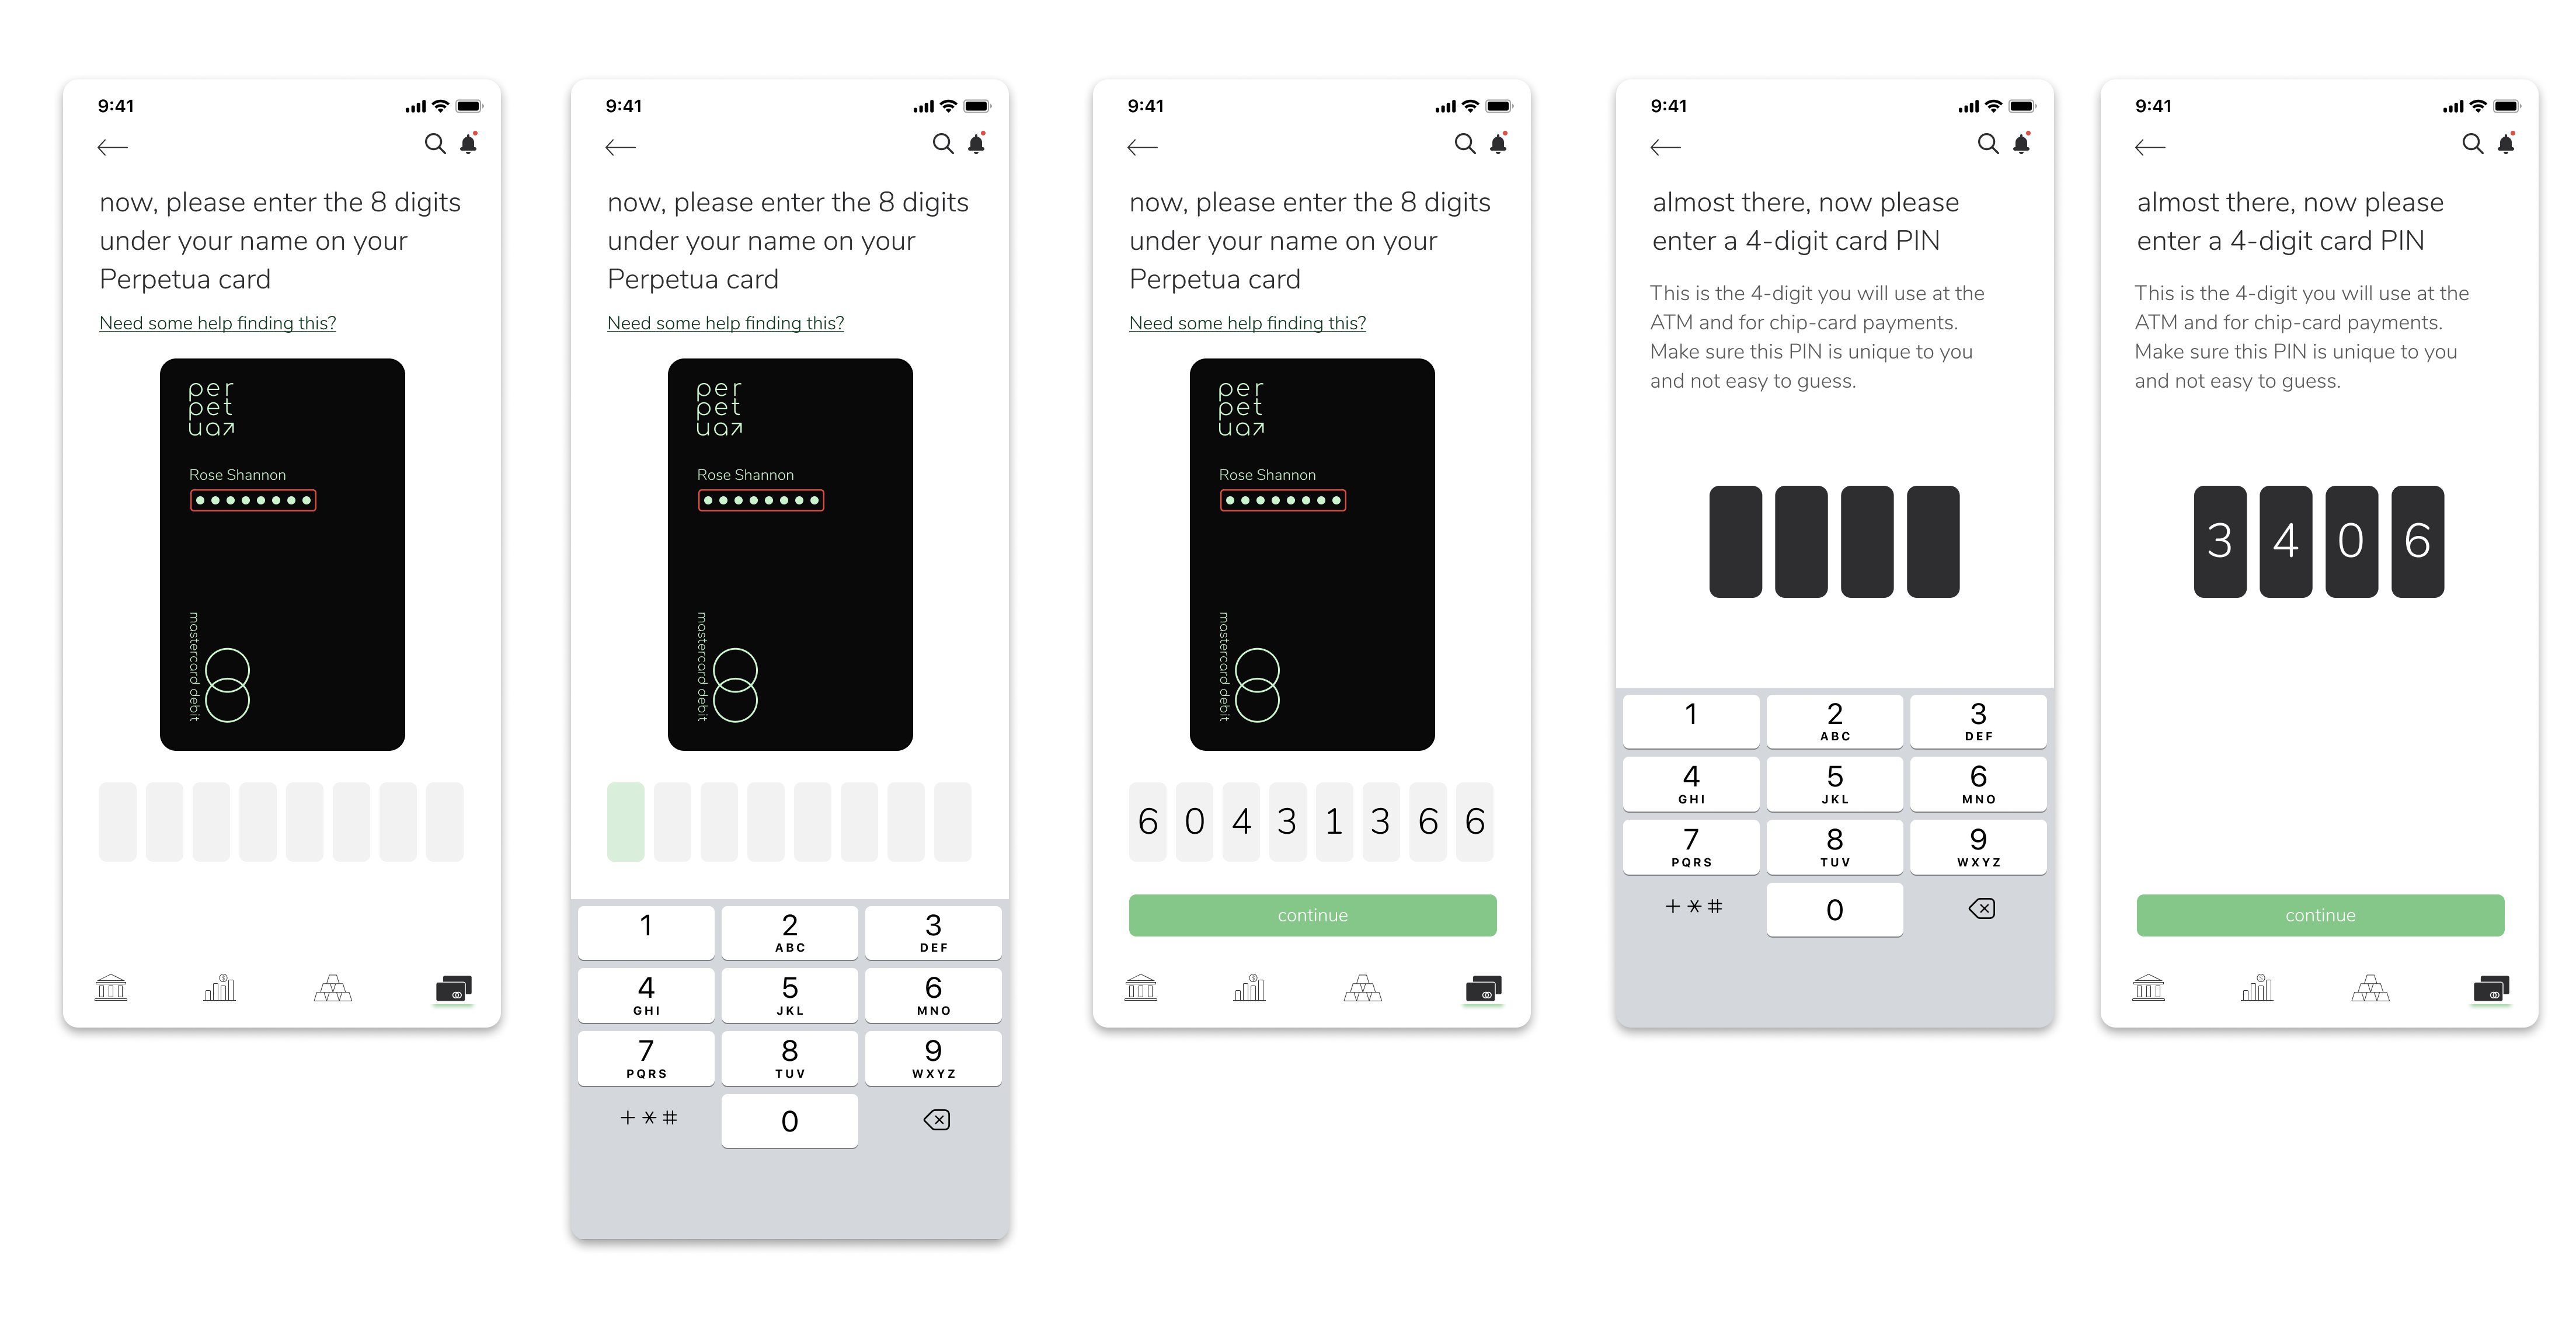 9:41
now, please enter the 8 digits
under your name on your
Perpetua card
Need some help finding this?
per
pet
ua
Rose Shannon
mastercard debit
9:41
now, please enter the 8 digits
under your name on your
Perpetua card
Need some help finding this?
per
pet
ua
Rose Shannon
mastercard debit
1 2 3
ABC DEF
4 5 6
GHI JKL MNO
7 8 9
PQRS TUV WXYZ
+ * # 0
9:41
now, please enter the 8 digits
under your name on your
Perpetua card
Need some help finding this?
per
pet
ua
Rose Shannon
mastercard debit
6 0 4 3 1 3 6 6
continue
9:41
almost there, now please
enter a 4-digit card PIN
This is the 4-digit you will use at the
ATM and for chip-card payments.
Make sure this PIN is unique to you
and not easy to guess.
1 2 3
ABC DEF
4 5 6
GHI JKL MNO
7 8 9
PQRS TUV WXYZ
+ * # 0
9:41
almost there, now please
enter a 4-digit card PIN
This is the 4-digit you will use at the
ATM and for chip-card payments.
Make sure this PIN is unique to you
and not easy to guess.
3 4 0 6
continue